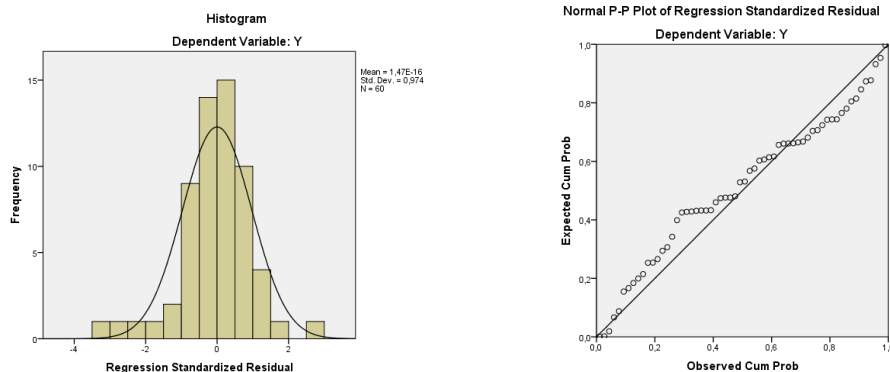 Histogram
Dependent Variable: Y
Mean = 1,47E-16
Std. Dev. = 0,974
N = 60
15
10
5
0
Frequency
-4
-2
0
2
Regression Standardized Residual
Normal P-P Plot of Regression Standardized Residual
Dependent Variable: Y
1,0
0,8
0,6
0,4
0,2
0,0
Expected Cum Prob
0,0
0,2
0,4
0,6
0,8
1,0
Observed Cum Prob